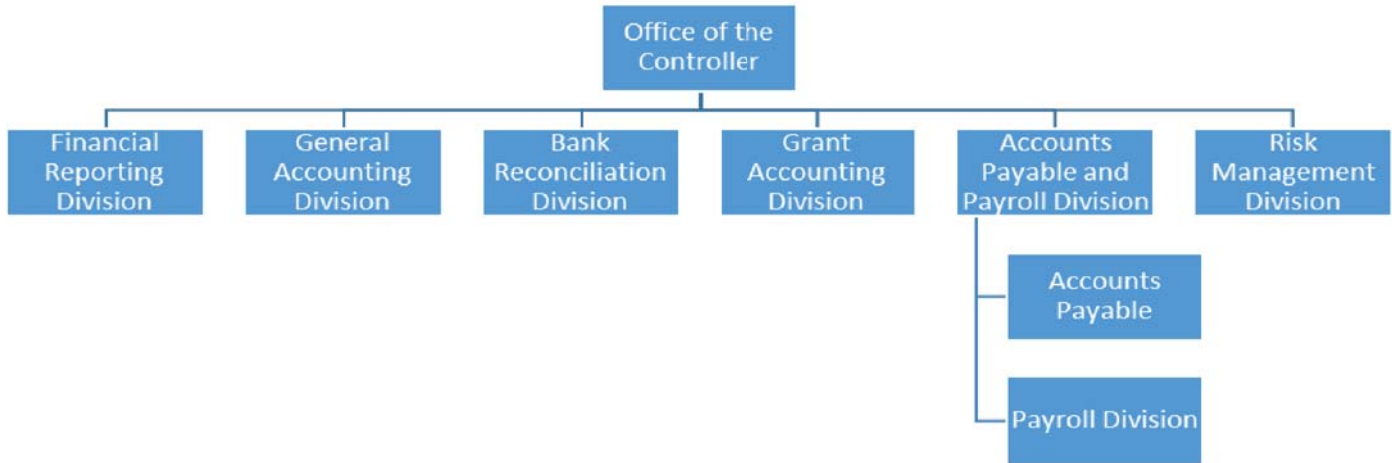 Office of the
Controller
Financial
Reporting
Division
General
Accounting
Division
Bank
Reconciliation
Division
Grant
Accounting
Division
Accounts
Payable and
Payroll Division
Risk
Management
Division
Accounts
Payable
Payroll Division